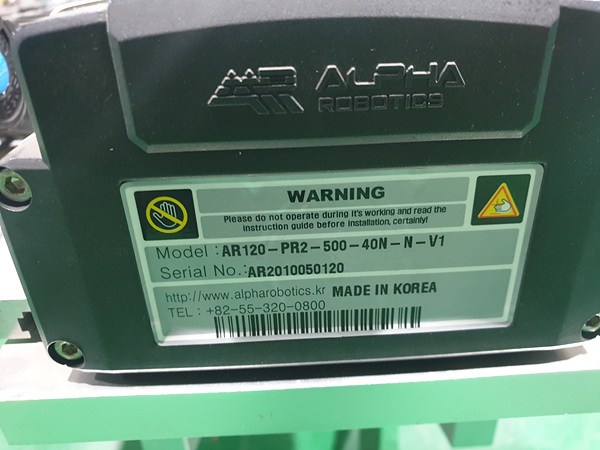 ALPHA
ROBOTICS
WARNING
Please do not operate during it's working and read the
instruction guide before installation, certainly!
Model : AR120-PR2-500-40N-N-V1
Serial No.: AR2010050120
http://www.alpharobotics.kr MADE IN KOREA
TEL : +82-55-320-0800